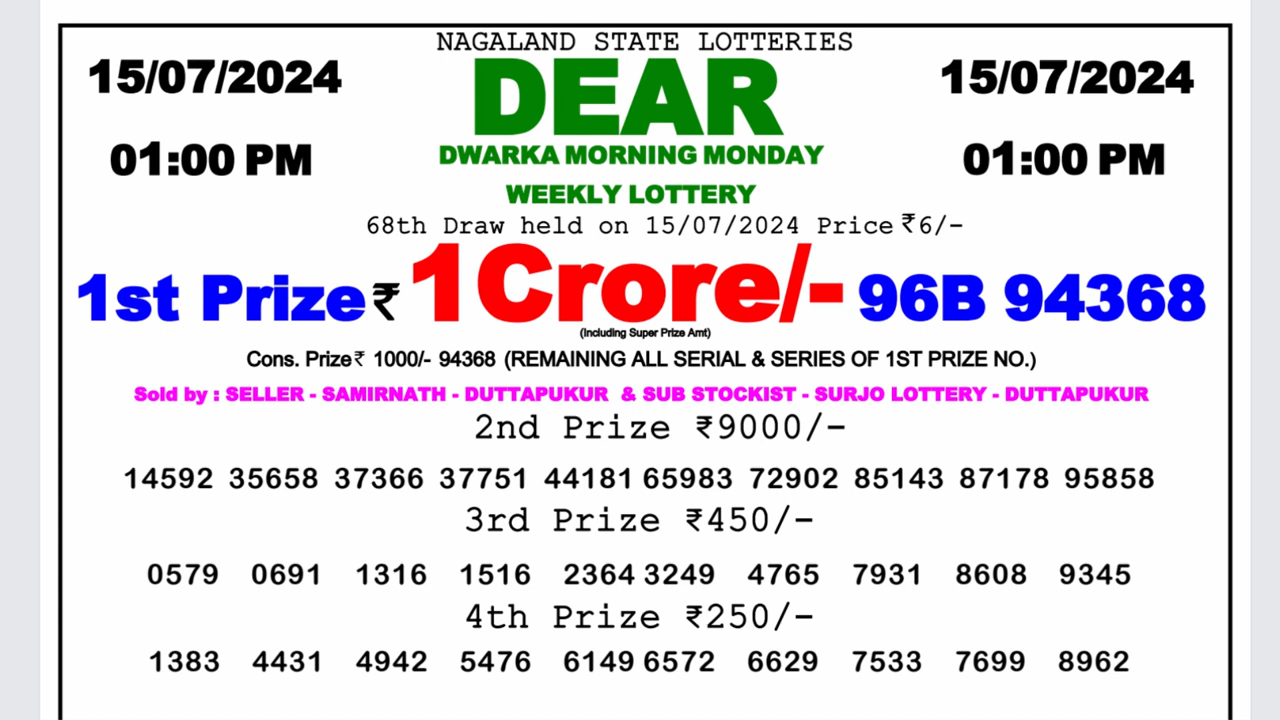 NAGALAND STATE LOTTERIES
15/07/2024 DEAR 15/07/2024
01:00 PM DWARKA MORNING MONDAY 01:00 PM
WEEKLY LOTTERY
68th Draw held on 15/07/2024 Price ₹6/-
1st Prize ₹ 1Crore/- 96B 94368
(Including Super Prize Amt)
Cons. Prize ₹ 1000/- 94368 (REMAINING ALL SERIAL & SERIES OF 1ST PRIZE NO.)
Sold by : SELLER - SAMIRNATH - DUTTAPUKUR & SUB STOCKIST - SURJO LOTTERY - DUTTAPUKUR
2nd Prize ₹9000/-
14592 35658 37366 37751 44181 65983 72902 85143 87178 95858
3rd Prize ₹450/-
0579 0691 1316 1516 2364 3249 4765 7931 8608 9345
4th Prize ₹250/-
1383 4431 4942 5476 6149 6572 6629 7533 7699 8962